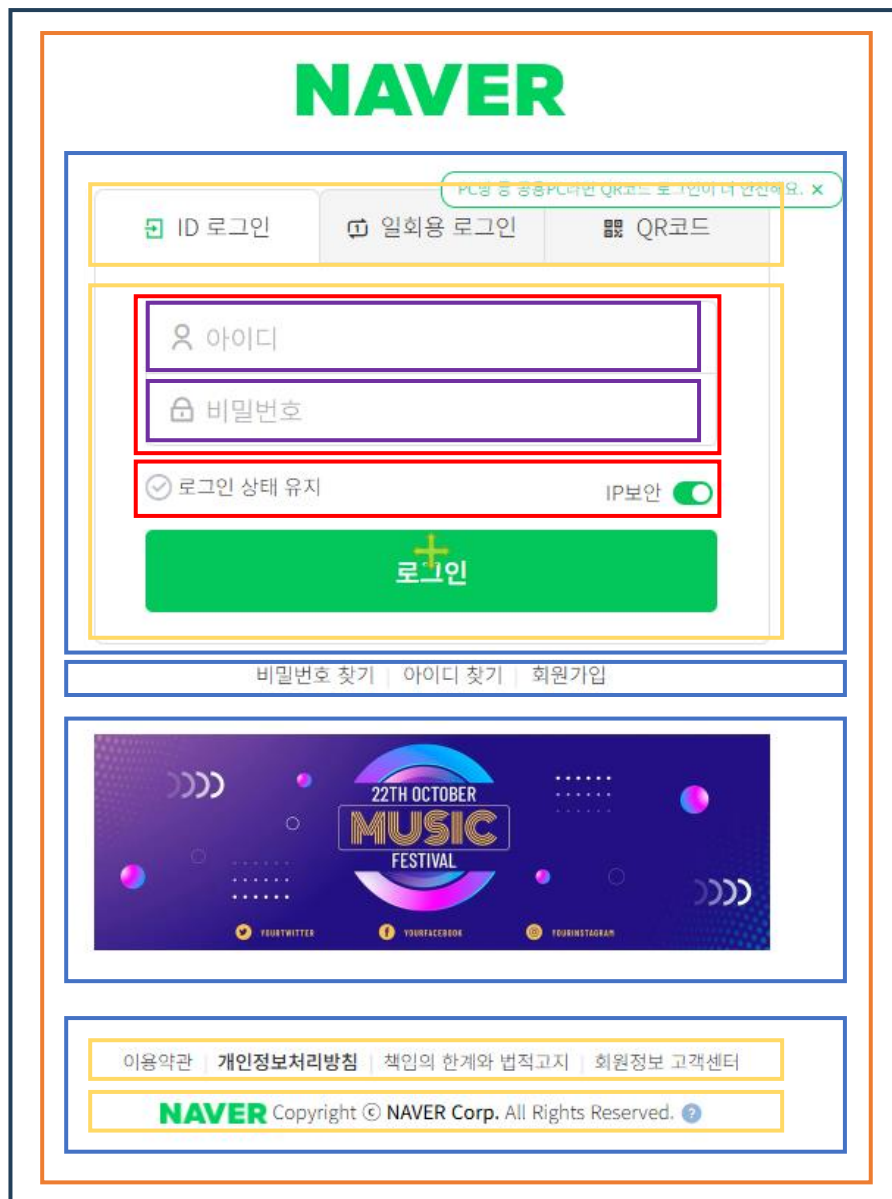 NAVER
PC방 등 공용PC라면 QR코드 로그인이 더 안전해요. ×
ID 로그인 1 일회용 로그인 QR코드
아이디
비밀번호
로그인 상태 유지 IP보안
로그인
비밀번호 찾기 | 아이디 찾기 | 회원가입
22TH OCTOBER
MUSIC
FESTIVAL
YOURTWITTER YOURFACEBOOK YOURINSTAGRAM
이용약관 | 개인정보처리방침 | 책임의 한계와 법적고지 | 회원정보 고객센터
NAVER Copyright ⓒ NAVER Corp. All Rights Reserved. ?